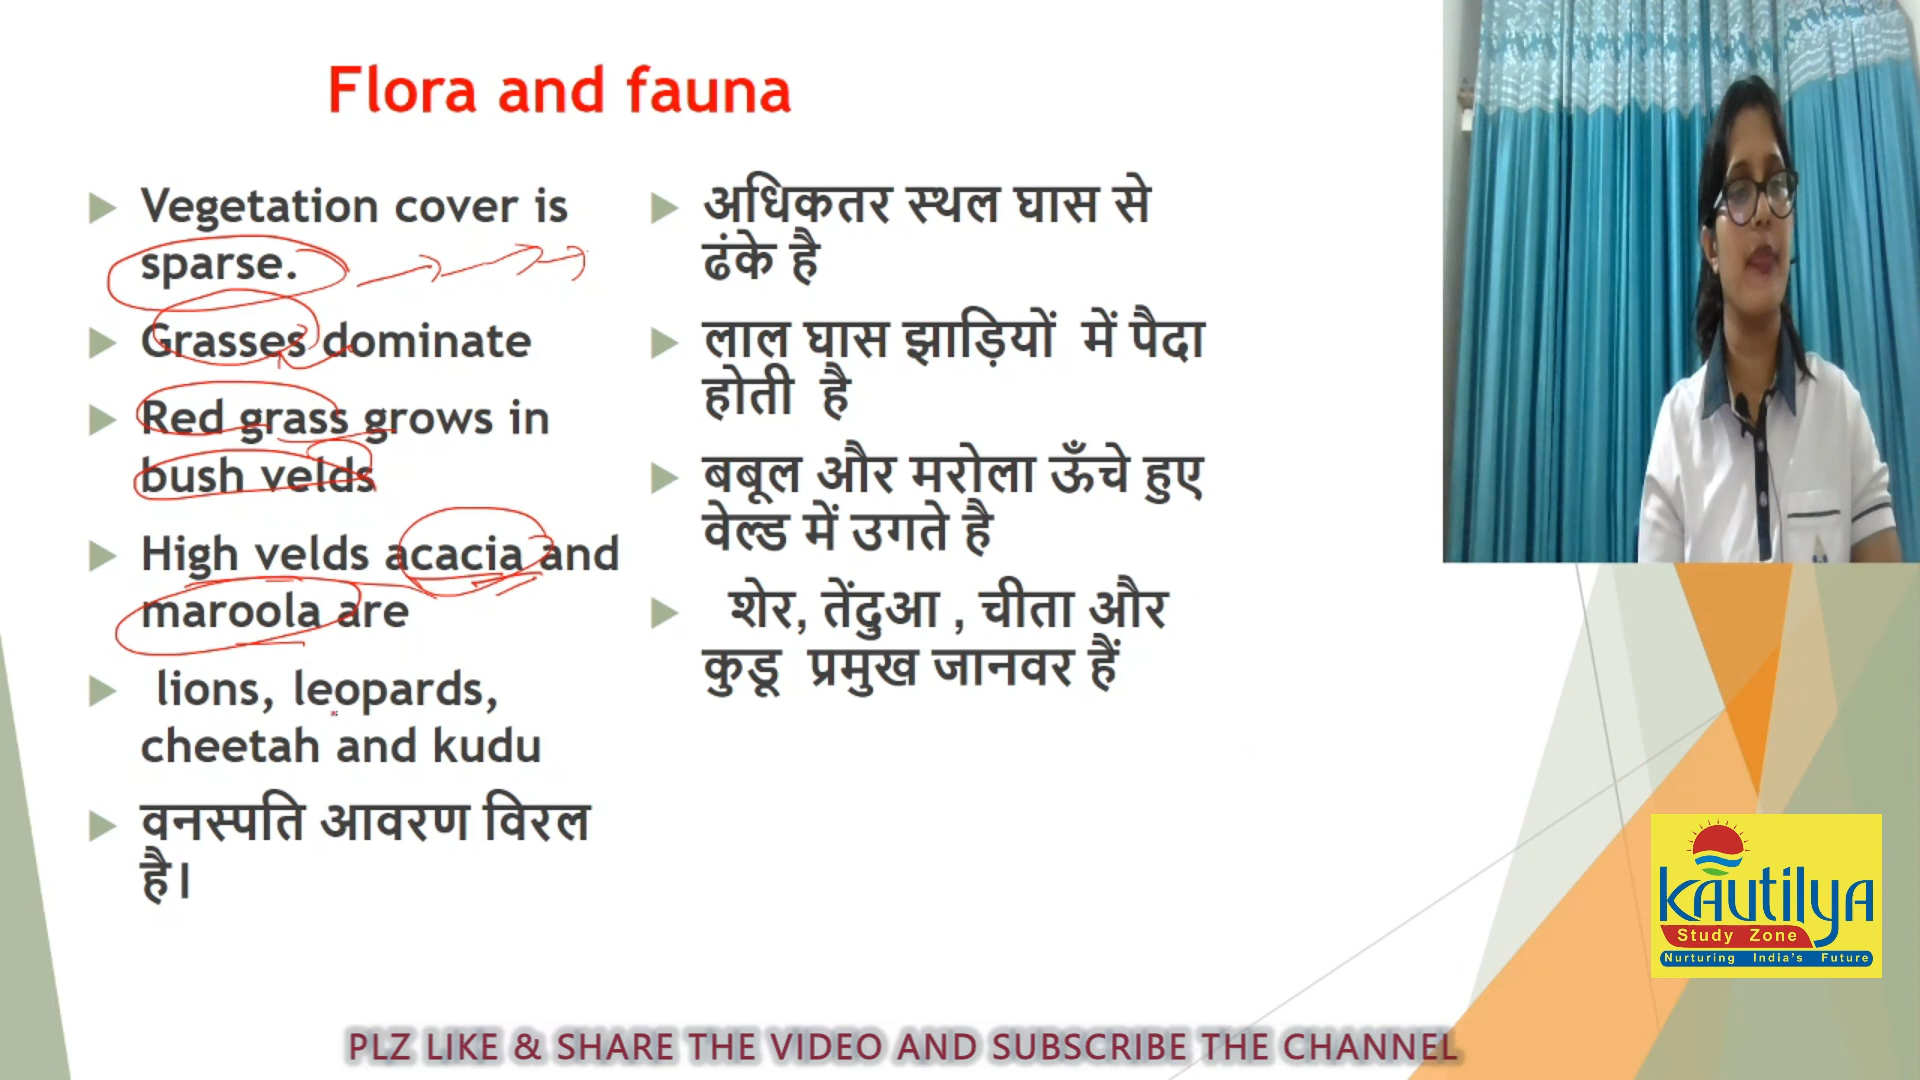 Flora and fauna
Vegetation cover is
sparse.
Grasses dominate
Red grass grows in
bush velds
High velds acacia and
maroola are
lions, leopards,
cheetah and kudu
वनस्पति आवरण विरल
है।
अधिकतर स्थल घास से
ढंके है
लाल घास झाड़ियों में पैदा
होती है
बबूल और मरोला ऊँचे हुए
वेल्ड में उगते है
शेर, तेंदुआ , चीता और
कुडू प्रमुख जानवर हैं
Kautilya
Study Zone
Nurturing India's Future
PLZ LIKE & SHARE THE VIDEO AND SUBSCRIBE THE CHANNEL